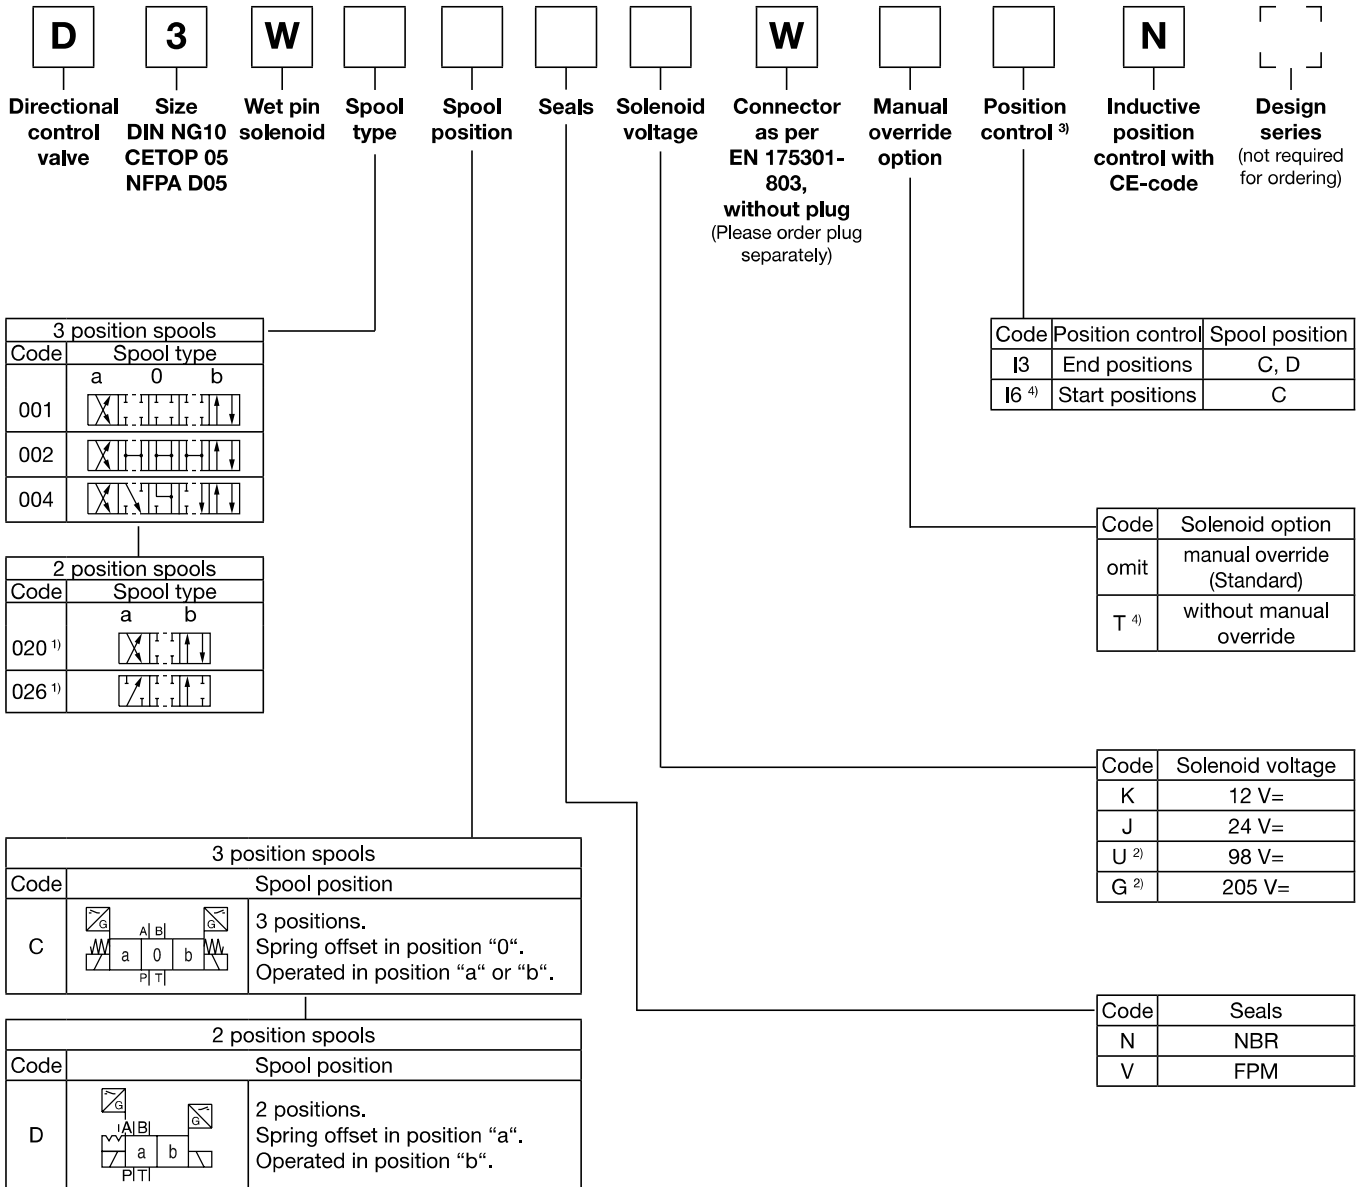 D 3 W W N
Directional control valve
Size DIN NG10 CETOP 05 NFPA D05
Wet pin solenoid
Spool type
Spool position
Seals
Solenoid voltage
Connector as per EN 175301-803, without plug
(Please order plug separately)
Manual override option
Position control 3)
Inductive position control with CE-code
Design series
(not required for ordering)
3 position spools
Code Spool type
a 0 b
001
002
004
2 position spools
Code Spool type
a b
020 1)
026 1)
Code Position control Spool position
I3 End positions C, D
I6 4) Start positions C
Code Solenoid option
omit manual override (Standard)
T 4) without manual override
Code Solenoid voltage
K 12 V=
J 24 V=
U 2) 98 V=
G 2) 205 V=
3 position spools
Code Spool position
C
G G
A B
a 0 b
P T
3 positions.
Spring offset in position “0“.
Operated in position “a“ or “b“.
2 position spools
Code Spool position
D
G G
A B
a b
P T
2 positions.
Spring offset in position “a“.
Operated in position “b“.
Code Seals
N NBR
V FPM